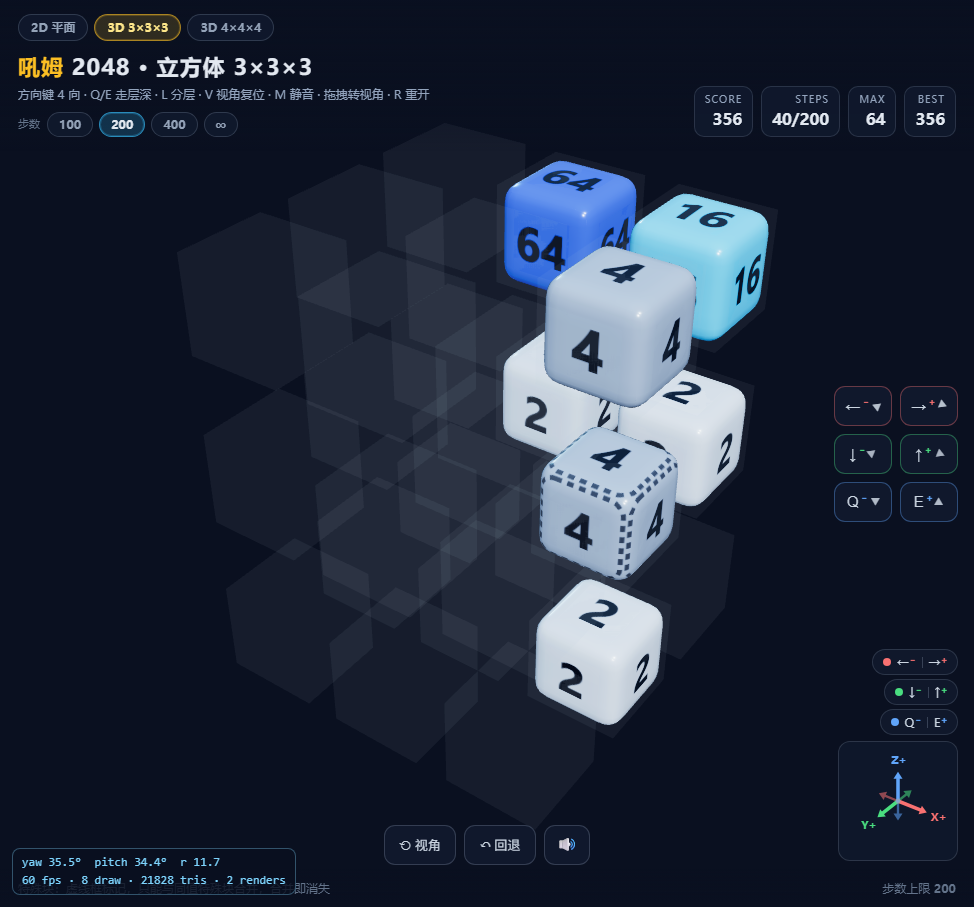 2D 平面 3D 3×3×3 3D 4×4×4
吼姆 2048 · 立方体 3×3×3
方向键 4 向 · Q/E 走层深 · L 分层 · V 视角复位 · M 静音 · 拖拽转视角 · R 重开
步数 100 200 400 ∞
SCORE STEPS MAX BEST
356 40/200 64 356
64
64
64
16
16
4
4
4
2
2
2
2
4
4
4
2
2
2
←⁻▼ →⁺▲
↓⁻▼ ↑⁺▲
Q⁻▼ E⁺▲
←⁻ | →⁺
↓⁻ | ↑⁺
Q⁻ | E⁺
Z+
X+
Y+
视角 回退
yaw 35.5° pitch 34.4° r 11.7
60 fps · 8 draw · 21828 tris · 2 renders
即消失
步数上限 200